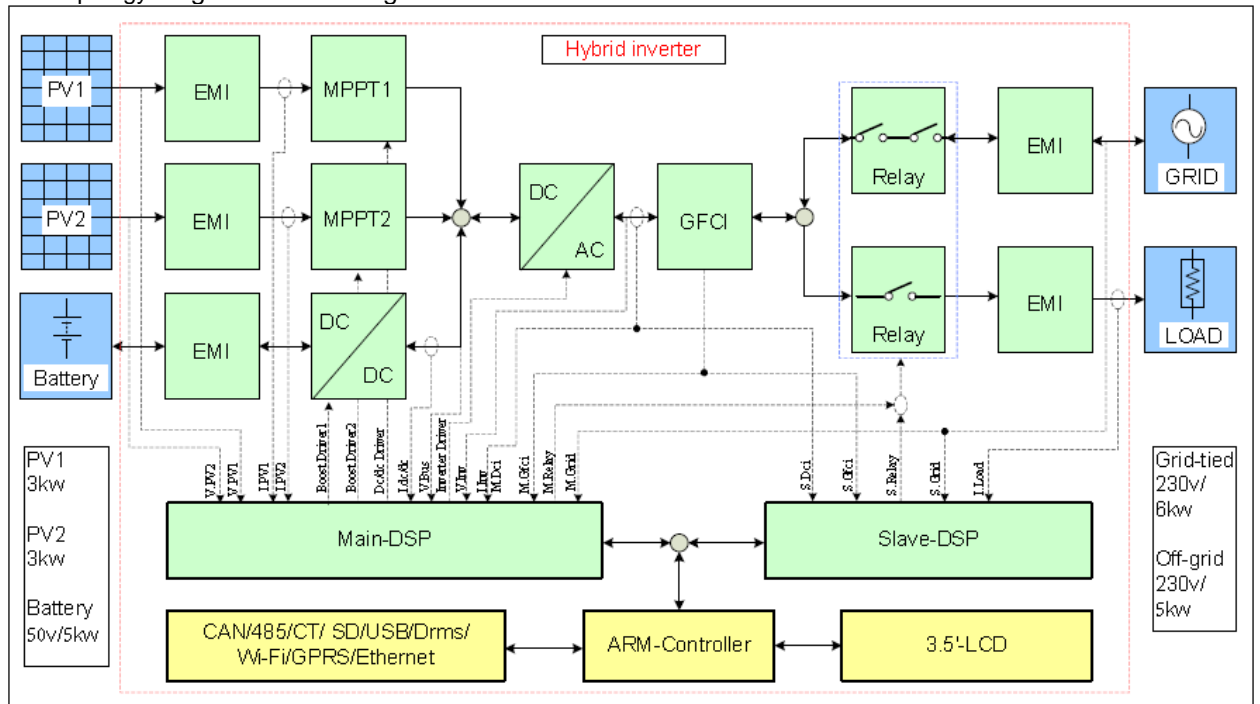 Hybrid inverter
PV1
EMI
MPPT1
Relay
EMI
GRID
PV2
EMI
MPPT2
DC
AC
GFCI
Battery
EMI
DC
DC
Relay
EMI
LOAD
V.PV2
V.PV1
I.PV1
I.PV2
Boost.Driver1
Boost.Driver2
Dc/dc Driver
I.dc/dc
V.Bus
Inverter Driver
V.Inv
I.Inv
M.Dci
M.Gfci
M.Relay
M.Grid
S.Dci
S.Gfci
S.Relay
S.Grid
I.Load
PV1
3kw
PV2
3kw
Battery
50v/5kw
Main-DSP
Slave-DSP
Grid-tied
230v/
6kw
Off-grid
230v/
5kw
CAN/485/CT/ SD/USB/Drms/
Wi-Fi/GPRS/Ethernet
ARM-Controller
3.5'-LCD